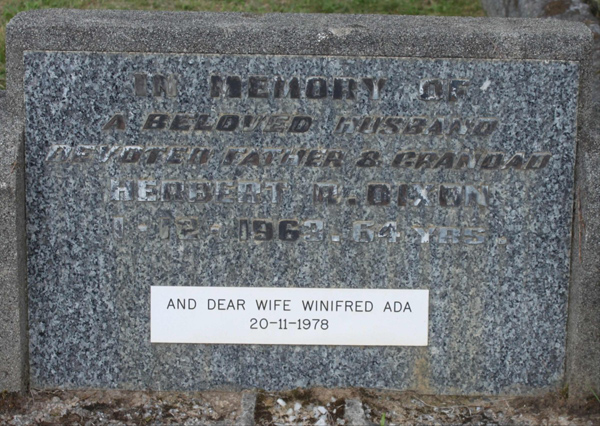 IN MEMORY OF
A BELOVED HUSBAND
DEVOTED FATHER & GRANDAD
HERBERT DIXON
64 YRS.
AND DEAR WIFE WINIFRED ADA
20-11-1978